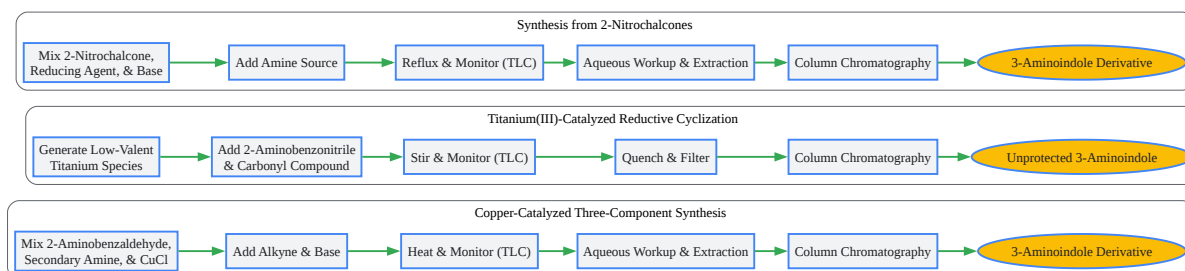 Synthesis from 2-Nitrochalcones
Mix 2-Nitrochalcone,
Reducing Agent, & Base
Add Amine Source
Reflux & Monitor (TLC)
Aqueous Workup & Extraction
Column Chromatography
3-Aminoindole Derivative
Titanium(III)-Catalyzed Reductive Cyclization
Generate Low-Valent
Titanium Species
Add 2-Aminobenzonitrile
& Carbonyl Compound
Stir & Monitor (TLC)
Quench & Filter
Column Chromatography
Unprotected 3-Aminoindole
Copper-Catalyzed Three-Component Synthesis
Mix 2-Aminobenzaldehyde,
Secondary Amine, & CuCl
Add Alkyne & Base
Heat & Monitor (TLC)
Aqueous Workup & Extraction
Column Chromatography
3-Aminoindole Derivative